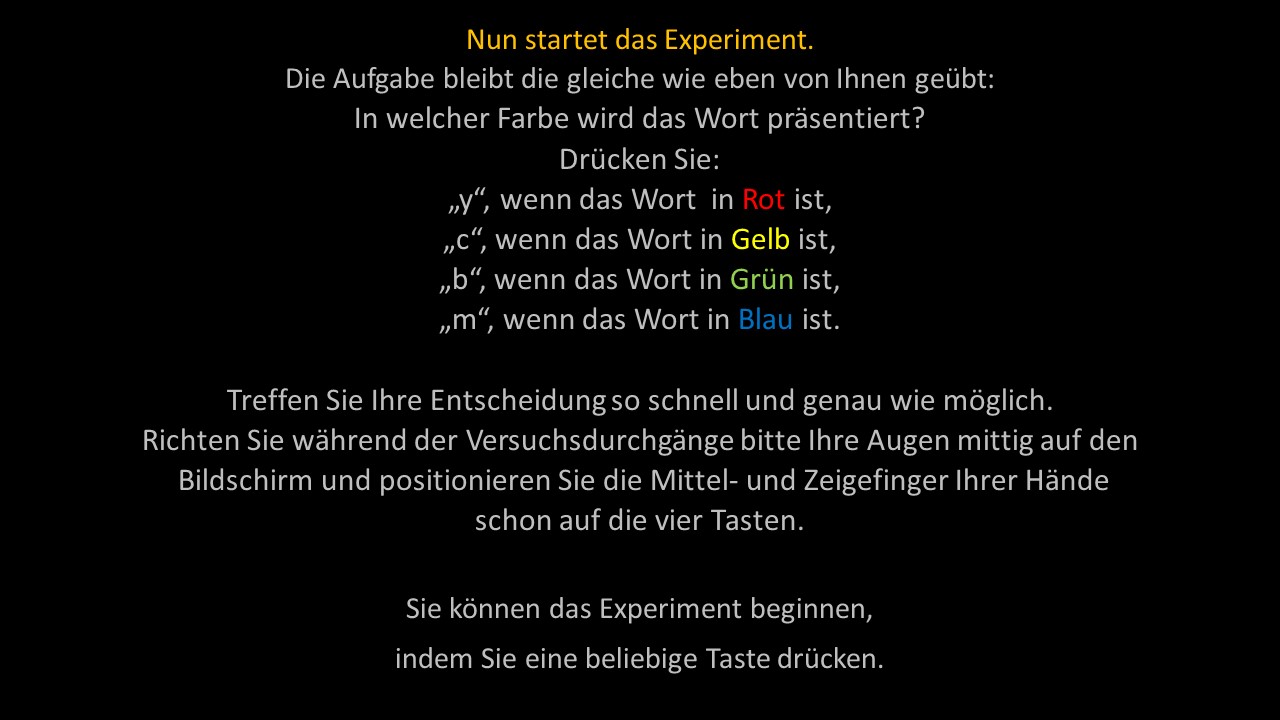 Nun startet das Experiment.
Die Aufgabe bleibt die gleiche wie eben von Ihnen geübt:
In welcher Farbe wird das Wort präsentiert?
Drücken Sie:
„y“, wenn das Wort in Rot ist,
„c“, wenn das Wort in Gelb ist,
„b“, wenn das Wort in Grün ist,
„m“, wenn das Wort in Blau ist.
Treffen Sie Ihre Entscheidung so schnell und genau wie möglich.
Richten Sie während der Versuchsdurchgänge bitte Ihre Augen mittig auf den
Bildschirm und positionieren Sie die Mittel- und Zeigefinger Ihrer Hände
schon auf die vier Tasten.
Sie können das Experiment beginnen,
indem Sie eine beliebige Taste drücken.